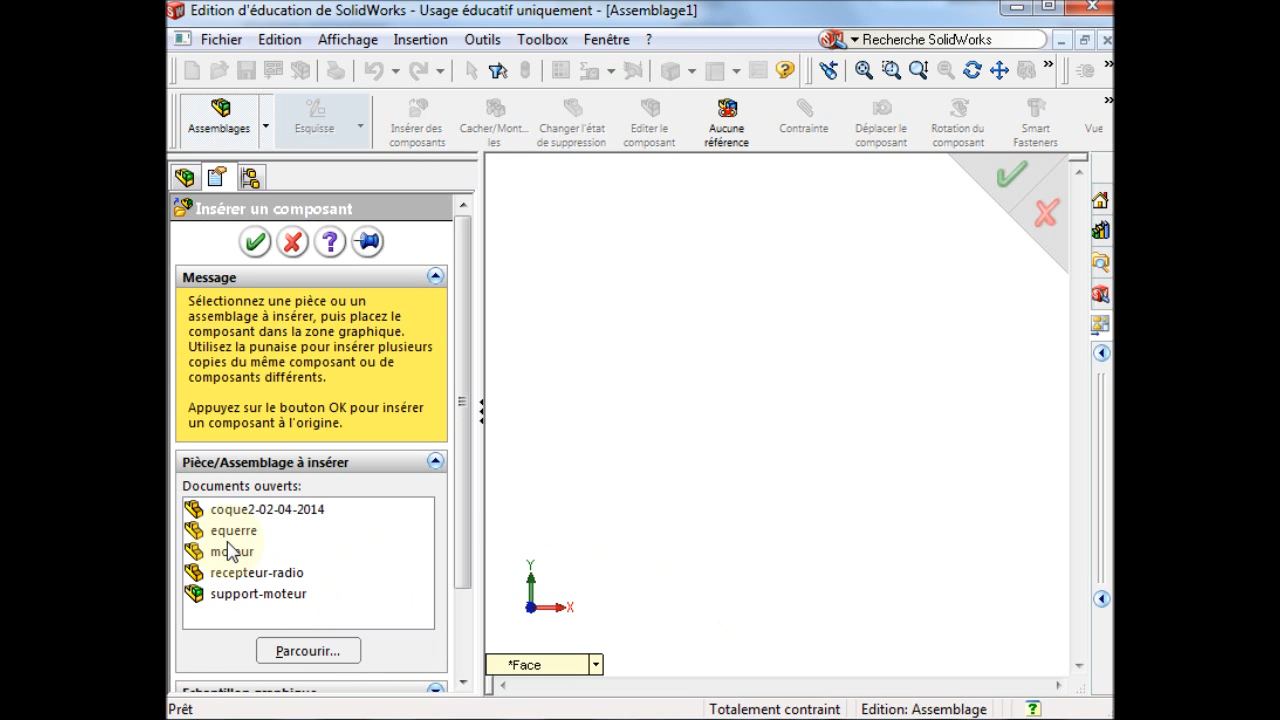 Edition d'éducation de SolidWorks - Usage éducatif uniquement - [Assemblage1]
Fichier Edition Affichage Insertion Outils Toolbox Fenêtre ? Recherche SolidWorks
Assemblages
Esquisse
Insérer des
composants
Cacher/Mont...
les
Changer l'état
de suppression
Editer le
composant
Aucune
référence
Contrainte
Déplacer le
composant
Rotation du
composant
Smart
Fasteners
Vue
Insérer un composant
Message
Sélectionnez une pièce ou un
assemblage à insérer, puis placez le
composant dans la zone graphique.
Utilisez la punaise pour insérer plusieurs
copies du même composant ou de
composants différents.
Appuyez sur le bouton OK pour insérer
un composant à l'origine.
Pièce/Assemblage à insérer
Documents ouverts:
coque2-02-04-2014
equerre
moteur
recepteur-radio
support-moteur
Parcourir...
Echantillon graphique
Y
X
*Face
Prêt
Totalement contraint
Edition: Assemblage
?